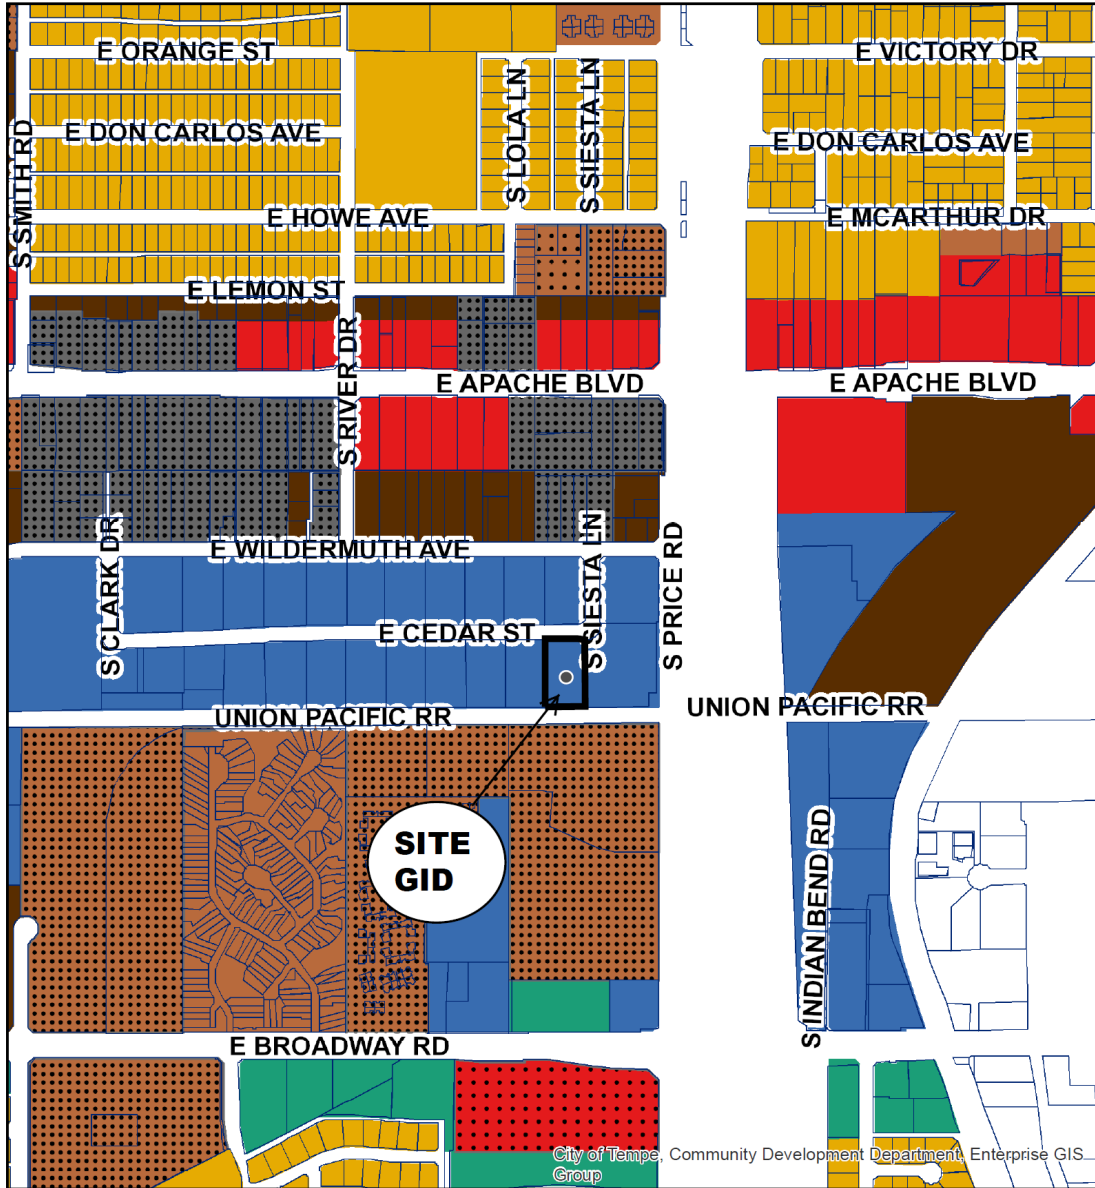 E ORANGE ST
E VICTORY DR
S LOLA LN
S SIESTA LN
E DON CARLOS AVE
E DON CARLOS AVE
S SMITH RD
E HOWE AVE
E MCARTHUR DR
E LEMON ST
S RIVER DR
E APACHE BLVD
E APACHE BLVD
S CLARK DR
E WILDERMUTH AVE
S SIESTA LN
S PRICE RD
E CEDAR ST
UNION PACIFIC RR
UNION PACIFIC RR
SITE
GID
S INDIAN BEND RD
E BROADWAY RD
City of Tempe, Community Development Department, Enterprise GIS
Group